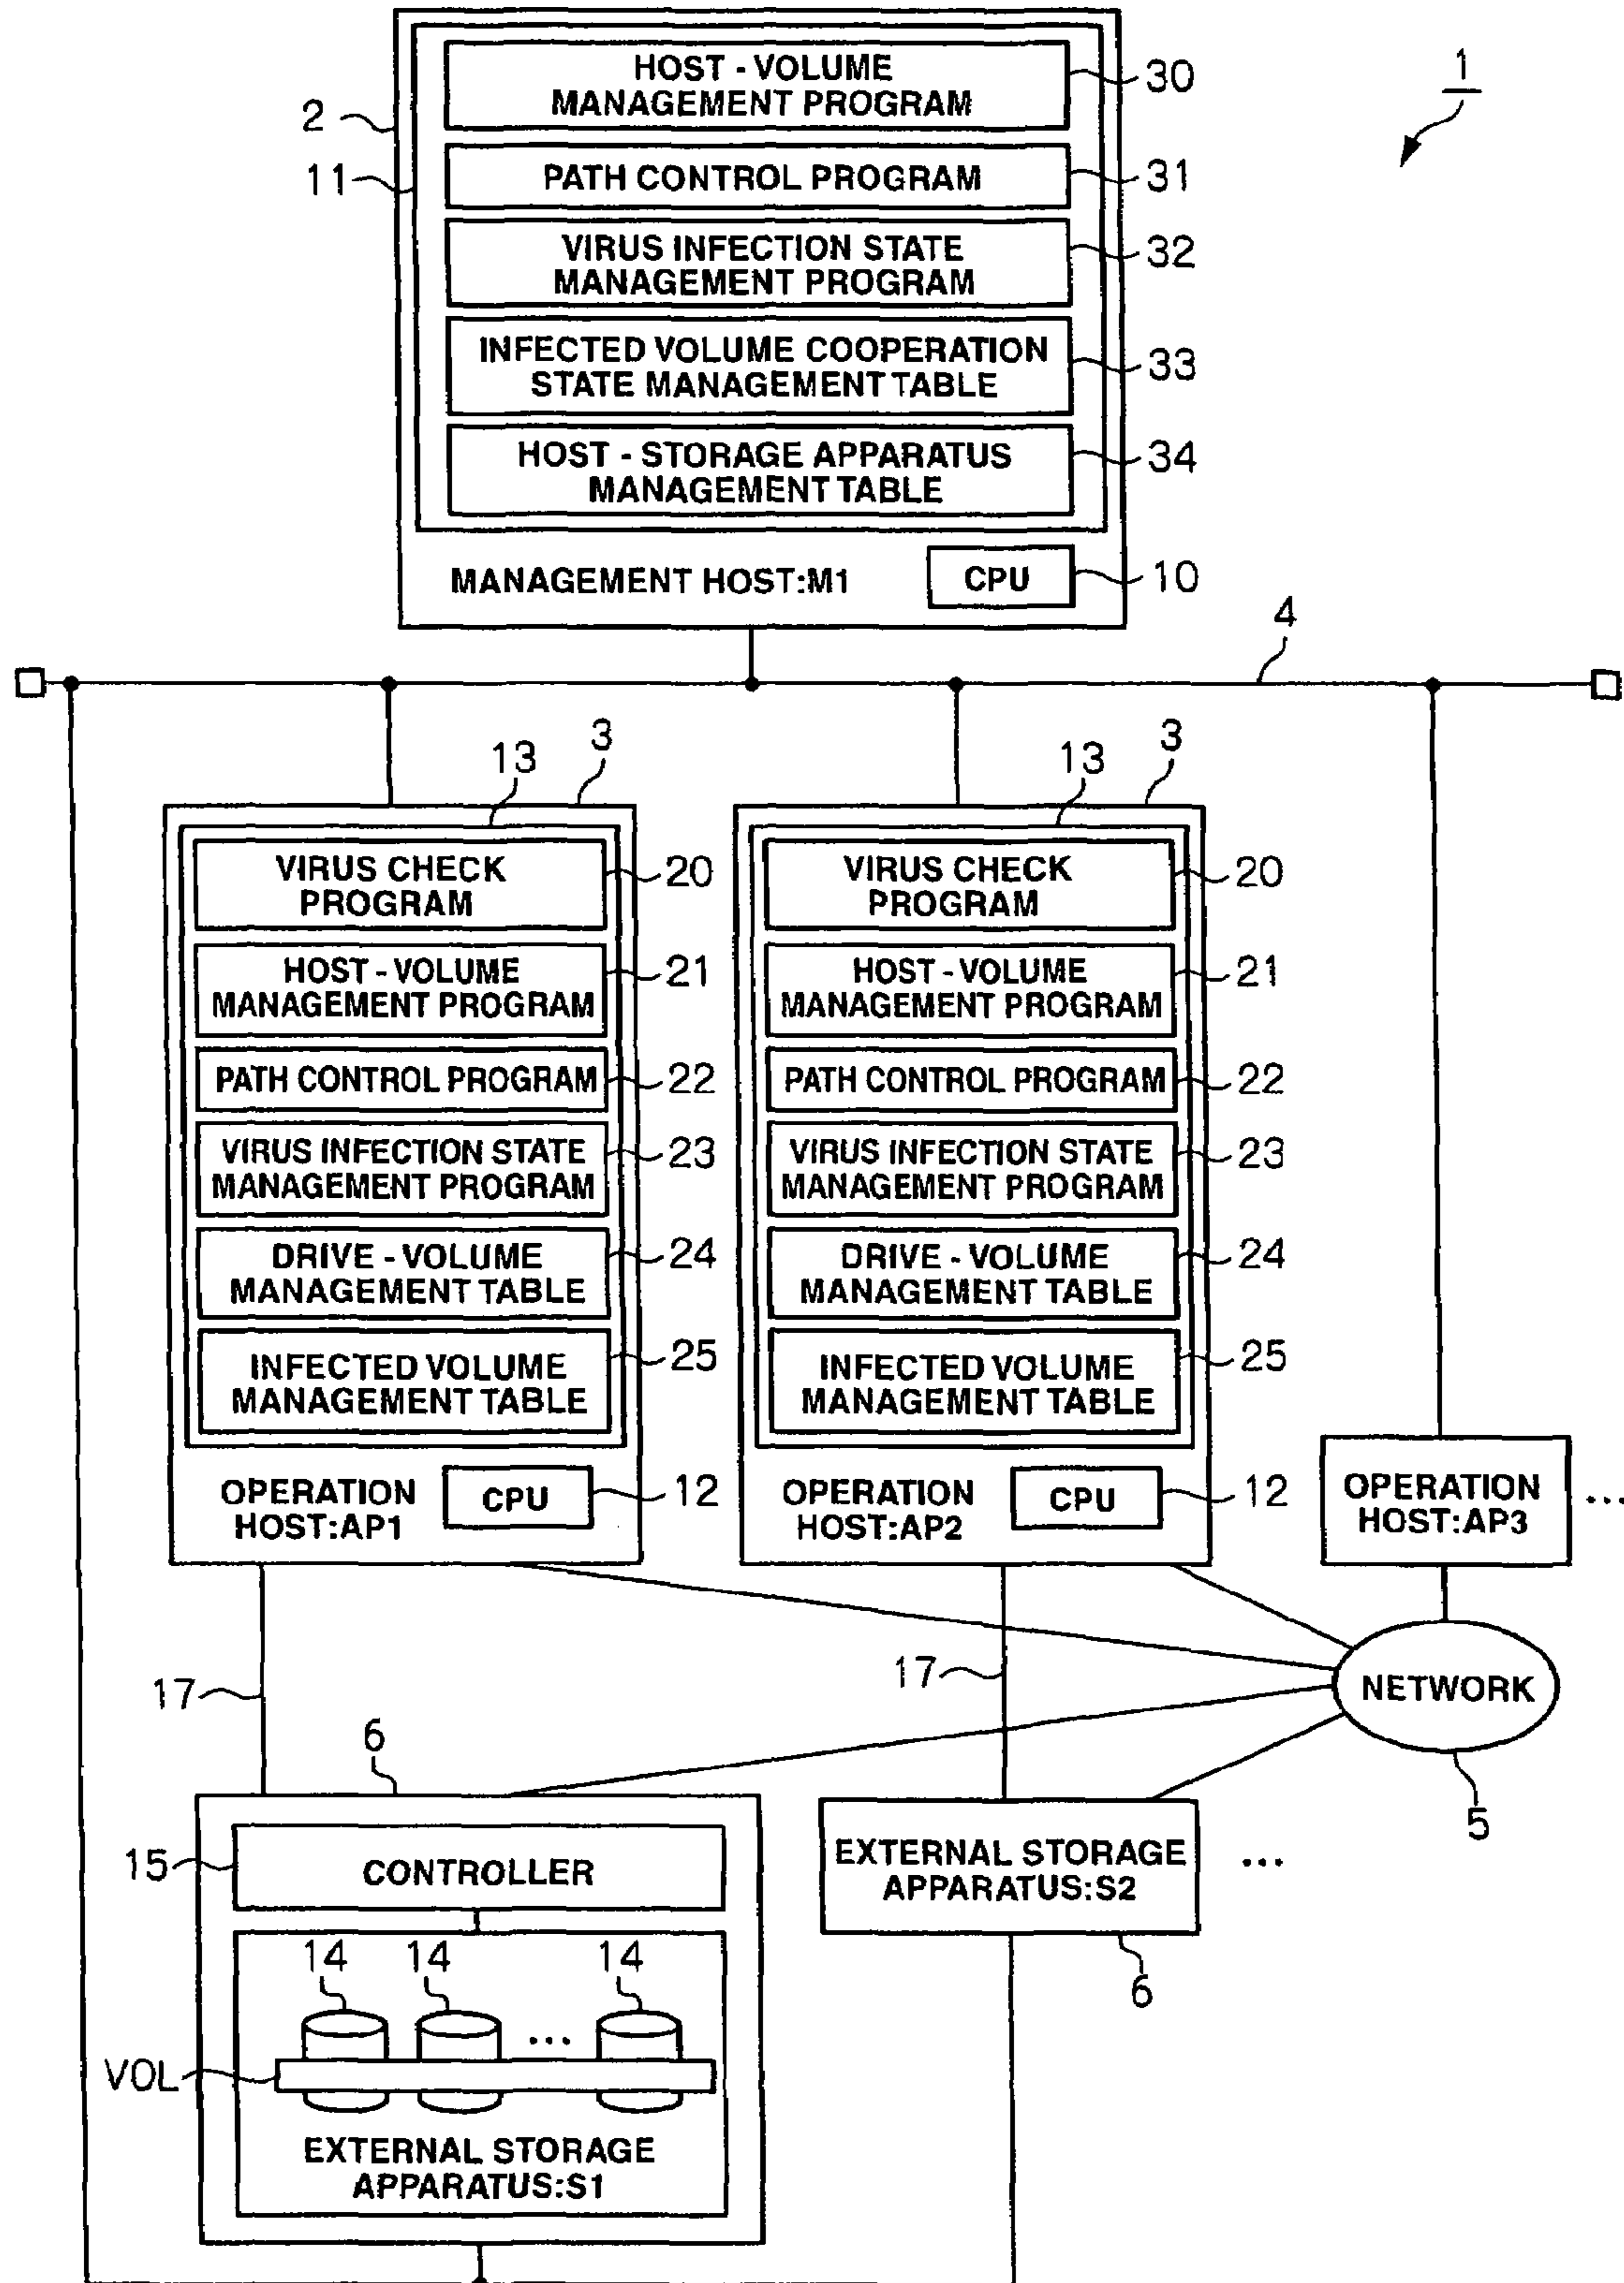 1
HOST - VOLUME
MANAGEMENT PROGRAM
30
2
11
PATH CONTROL PROGRAM
31
VIRUS INFECTION STATE
MANAGEMENT PROGRAM
32
INFECTED VOLUME COOPERATION
STATE MANAGEMENT TABLE
33
HOST - STORAGE APPARATUS
MANAGEMENT TABLE
34
MANAGEMENT HOST:M1
CPU
10
4
13
3
VIRUS CHECK
PROGRAM
20
HOST - VOLUME
MANAGEMENT PROGRAM
21
PATH CONTROL PROGRAM
22
VIRUS INFECTION STATE
MANAGEMENT PROGRAM
23
DRIVE - VOLUME
MANAGEMENT TABLE
24
INFECTED VOLUME
MANAGEMENT TABLE
25
OPERATION
HOST:AP1
CPU
12
13
3
VIRUS CHECK
PROGRAM
20
HOST - VOLUME
MANAGEMENT PROGRAM
21
PATH CONTROL PROGRAM
22
VIRUS INFECTION STATE
MANAGEMENT PROGRAM
23
DRIVE - VOLUME
MANAGEMENT TABLE
24
INFECTED VOLUME
MANAGEMENT TABLE
25
OPERATION
HOST:AP2
CPU
12
OPERATION
HOST:AP3
...
17
17
NETWORK
5
6
15
CONTROLLER
14
14
...
14
VOL
EXTERNAL STORAGE
APPARATUS:S1
EXTERNAL STORAGE
APPARATUS:S2
...
6